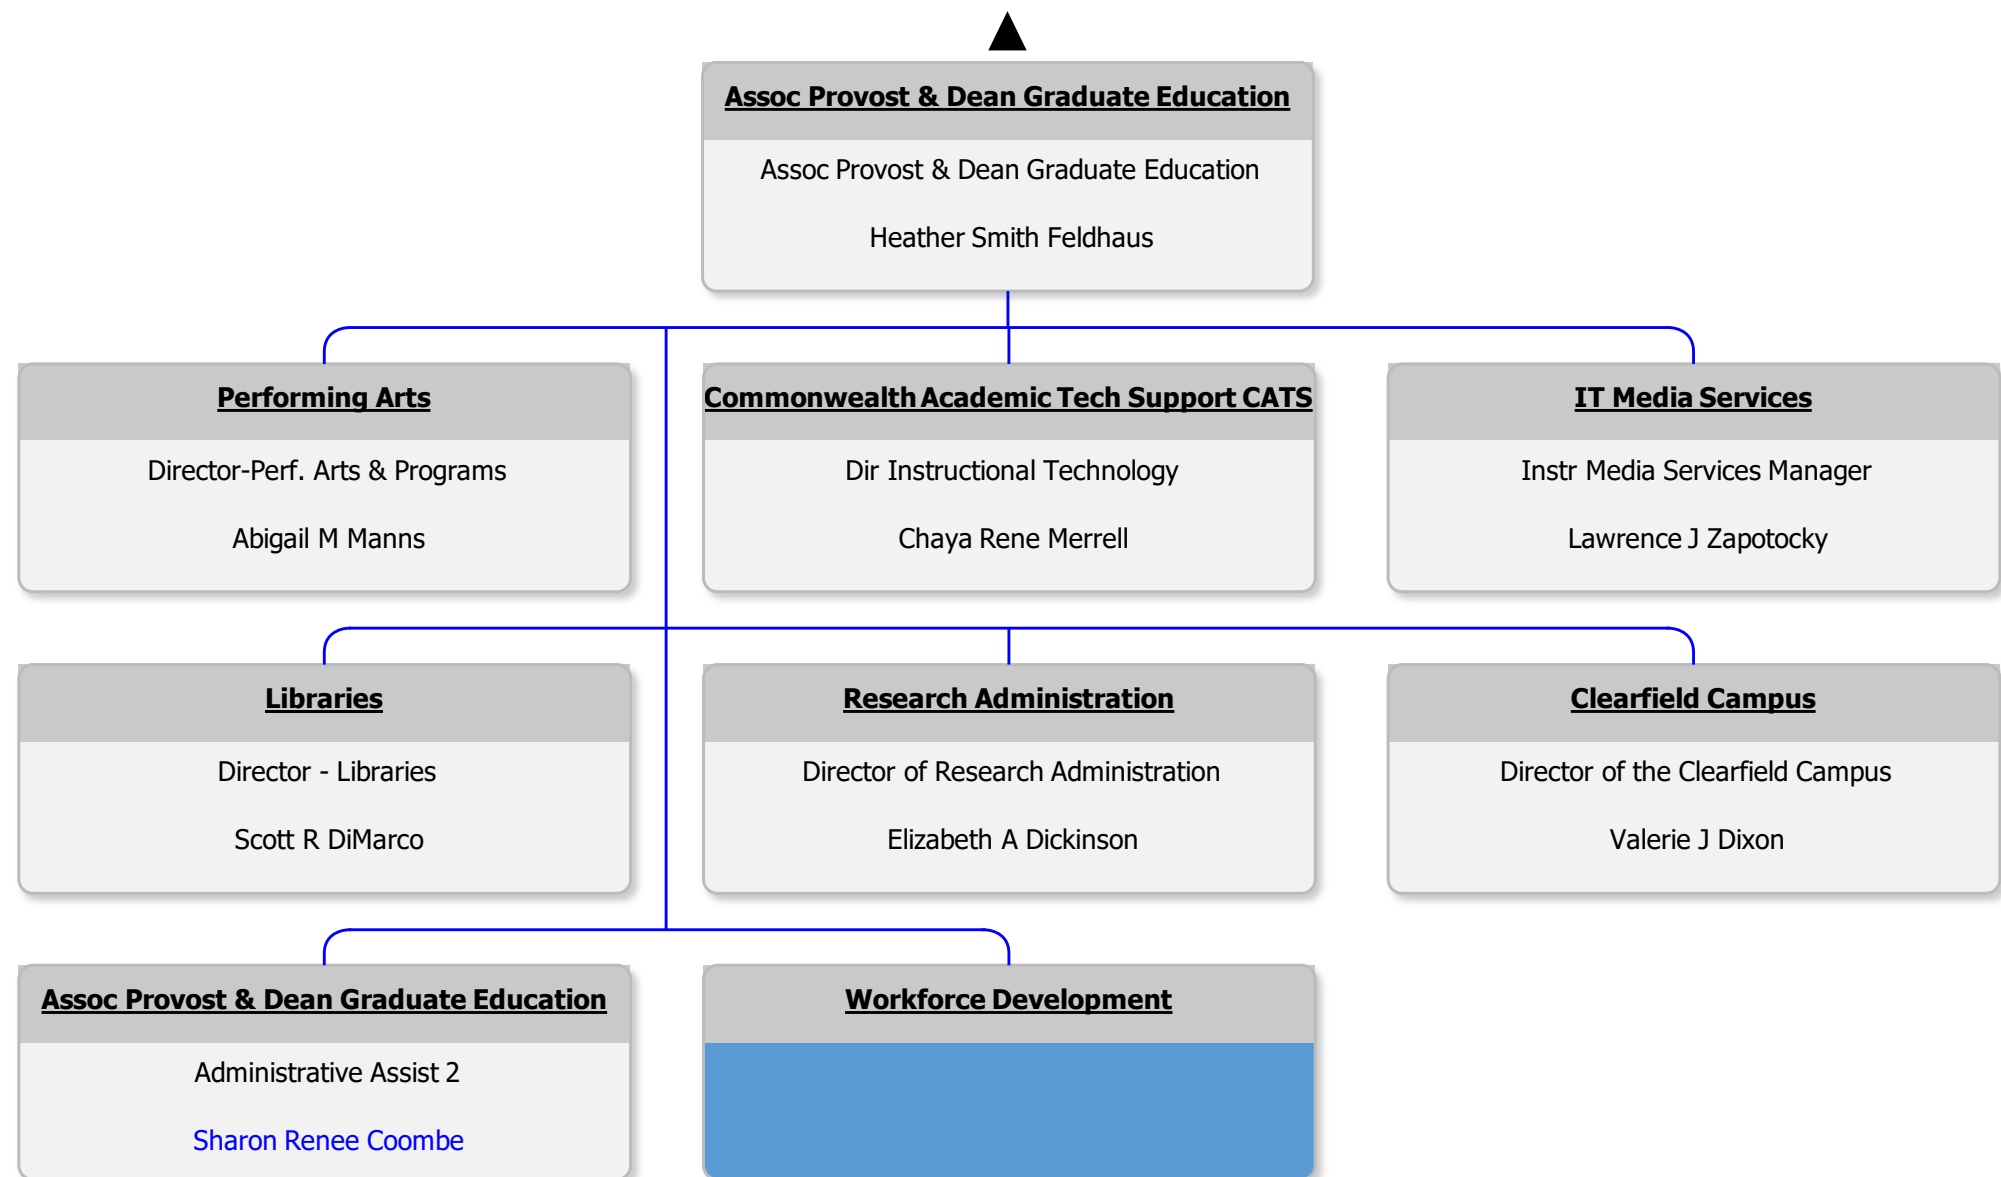 Assoc Provost & Dean Graduate Education
Assoc Provost & Dean Graduate Education
Heather Smith Feldhaus
Performing Arts
Director-Perf. Arts & Programs
Abigail M Manns
Commonwealth Academic Tech Support CATS
Dir Instructional Technology
Chaya Rene Merrell
IT Media Services
Instr Media Services Manager
Lawrence J Zapotocky
Libraries
Director - Libraries
Scott R DiMarco
Research Administration
Director of Research Administration
Elizabeth A Dickinson
Clearfield Campus
Director of the Clearfield Campus
Valerie J Dixon
Assoc Provost & Dean Graduate Education
Administrative Assist 2
Sharon Renee Coombe
Workforce Development